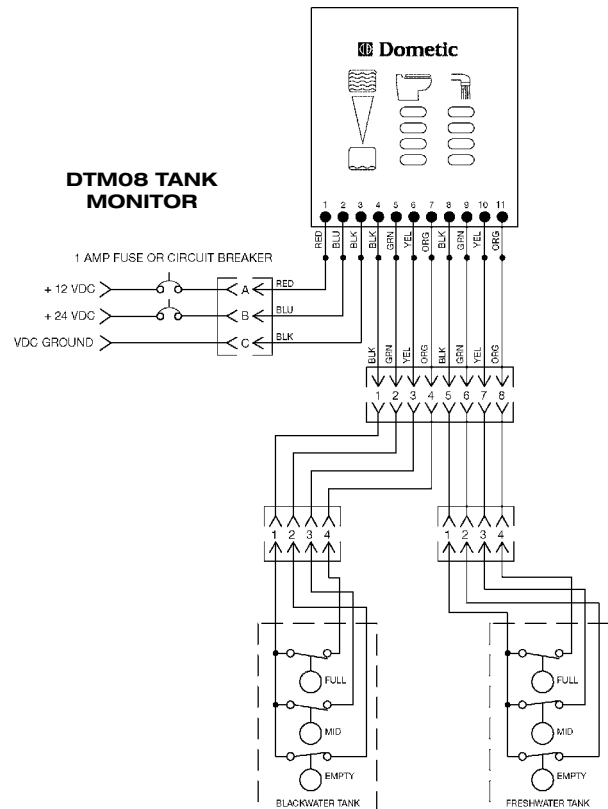 Dometic
DTM08 TANK
MONITOR
1 2 3 4 5 6 7 8 9 10 11
RED BLU BLK BLK GRN YEL ORG BLK GRN YEL ORG
1 AMP FUSE OR CIRCUIT BREAKER
+ 12 VDC A RED
+ 24 VDC B BLU
VDC GROUND C BLK
BLK GRN YEL ORG BLK GRN YEL ORG
1 2 3 4 5 6 7 8
1 2 3 4 1 2 3 4
FULL FULL
MID MID
EMPTY EMPTY
BLACKWATER TANK FRESHWATER TANK